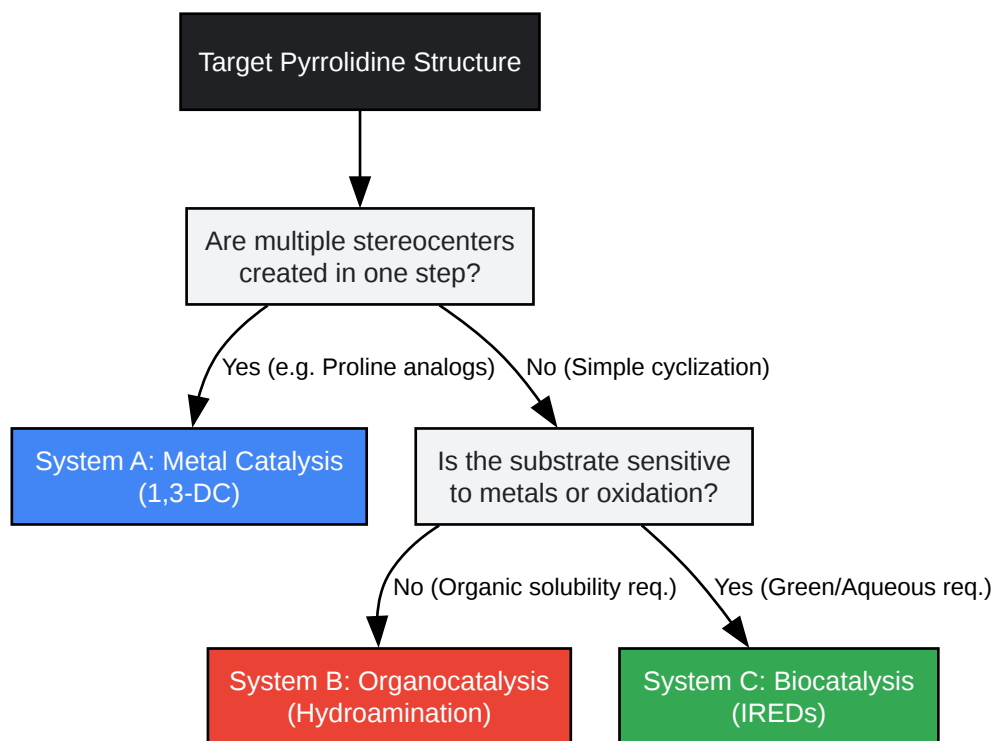 Target Pyrrolidine Structure
Are multiple stereocenters
created in one step?
Yes (e.g. Proline analogs)
No (Simple cyclization)
System A: Metal Catalysis
(1,3-DC)
Is the substrate sensitive
to metals or oxidation?
No (Organic solubility req.)
Yes (Green/Aqueous req.)
System B: Organocatalysis
(Hydroamination)
System C: Biocatalysis
(IREDs)